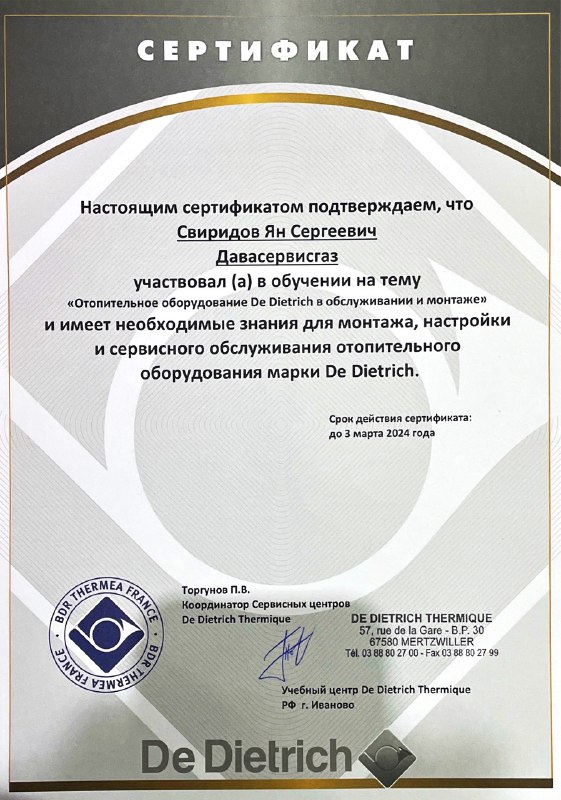 СЕРТИФИКАТ
Настоящим сертификатом подтверждаем, что
Свиридов Ян Сергеевич
Давасервисгаз
участвовал (а) в обучении на тему
«Отопительное оборудование De Dietrich в обслуживании и монтаже»
и имеет необходимые знания для монтажа, настройки
и сервисного обслуживания отопительного
оборудования марки De Dietrich.
Срок действия сертификата:
до 3 марта 2024 года
Торгунов П.В.
Координатор Сервисных центров
De Dietrich Thermique
BDR THERMEA FRANCE · BDR THERMEA FRANCE ·
DE DIETRICH THERMIQUE
57, rue de la Gare - B.P. 30
67580 MERTZWILLER
Tél. 03 88 80 27 00 - Fax 03 88 80 27 99
Учебный центр De Dietrich Thermique
РФ г. Иваново
De Dietrich